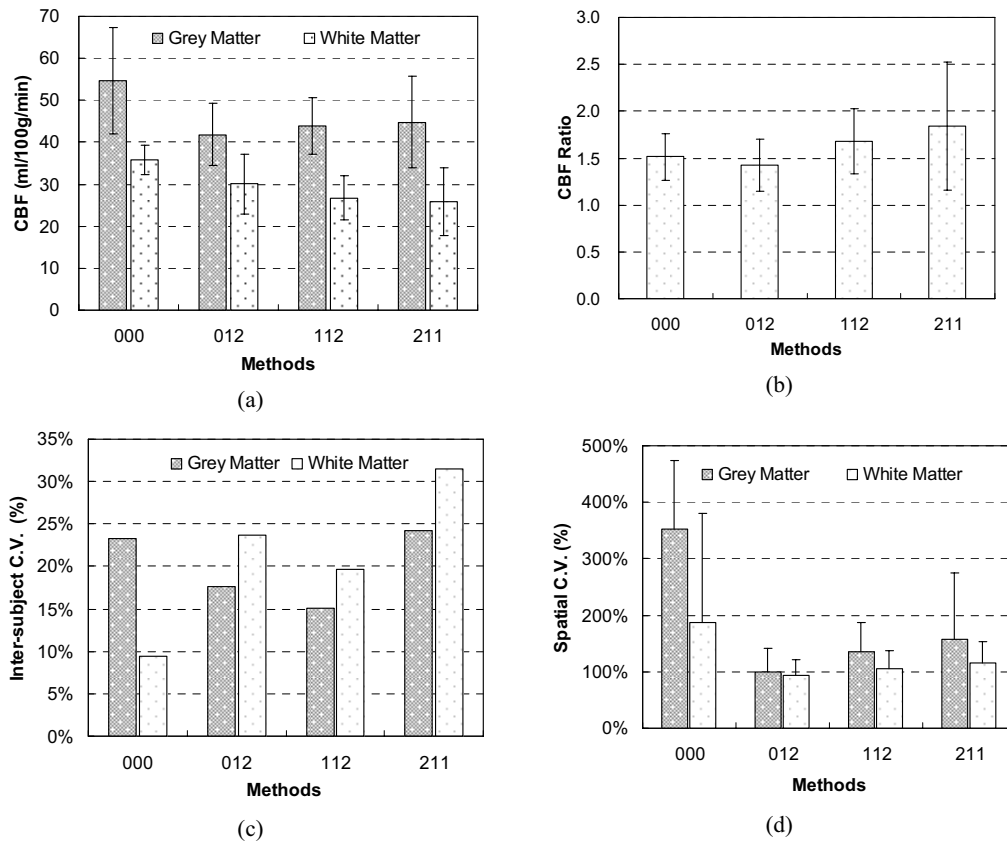 70
60
50
40
30
20
10
0
CBF (ml/100g/min)
Grey Matter White Matter
000 012 112 211
Methods
(a)
3.0
2.5
2.0
1.5
1.0
0.5
0.0
CBF Ratio
000 012 112 211
Methods
(b)
35%
30%
25%
20%
15%
10%
5%
0%
Inter-subject C.V. (%)
Grey Matter White Matter
000 012 112 211
Methods
(c)
500%
400%
300%
200%
100%
0%
Spatial C.V. (%)
Grey Matter White Matter
000 012 112 211
Methods
(d)